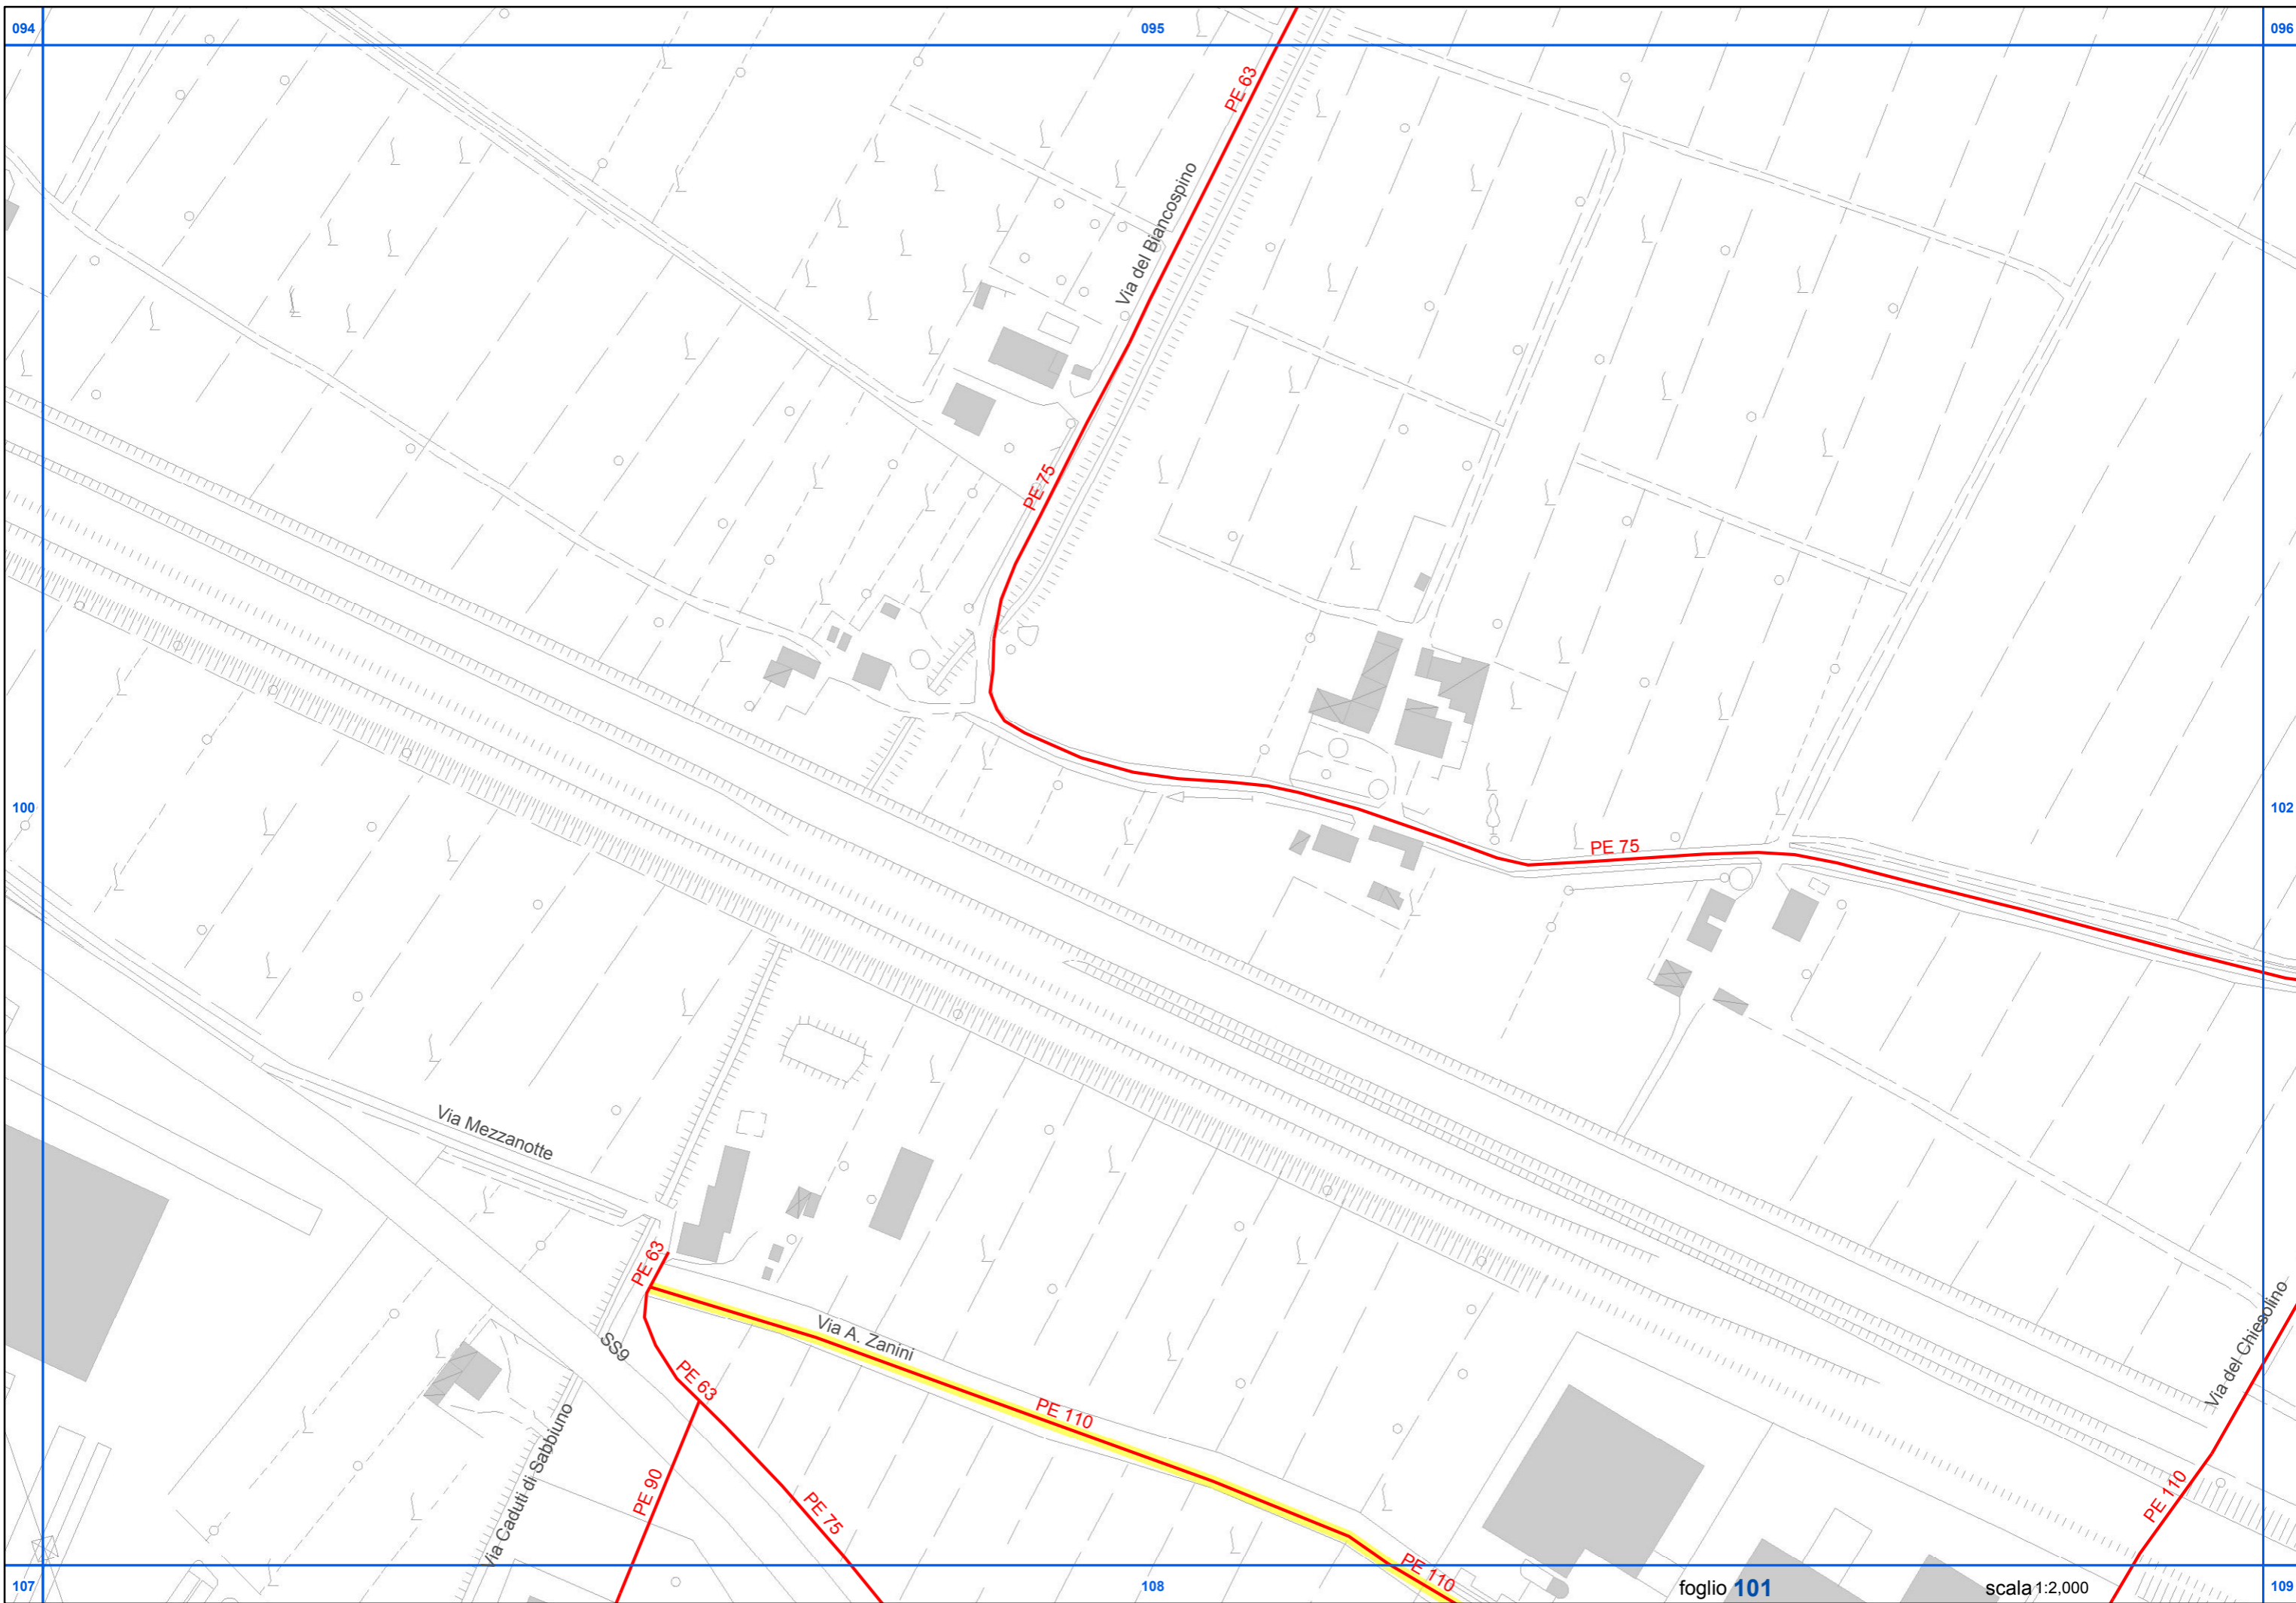 094
095
096
PE 63
Via del Biancospino
PE 75
100
102
PE 75
Via Mezzanotte
PE 63
SS9
Via A. Zanini
PE 63
PE 110
Via del Chiesolino
Via Caduti di Sabbiuno
PE 90
PE 75
PE 110
PE 110
107
108
foglio 101
scala 1:2,000
109